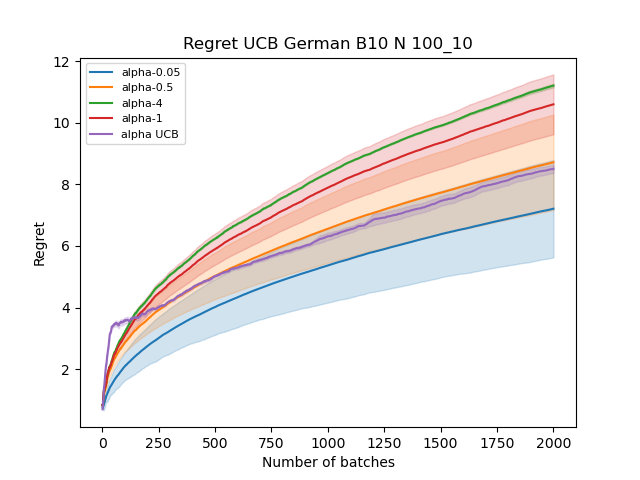 Regret UCB German B10 N 100_10
12
10
8
6
4
2
Regret
alpha-0.05
alpha-0.5
alpha-4
alpha-1
alpha UCB
0 250 500 750 1000 1250 1500 1750 2000
Number of batches